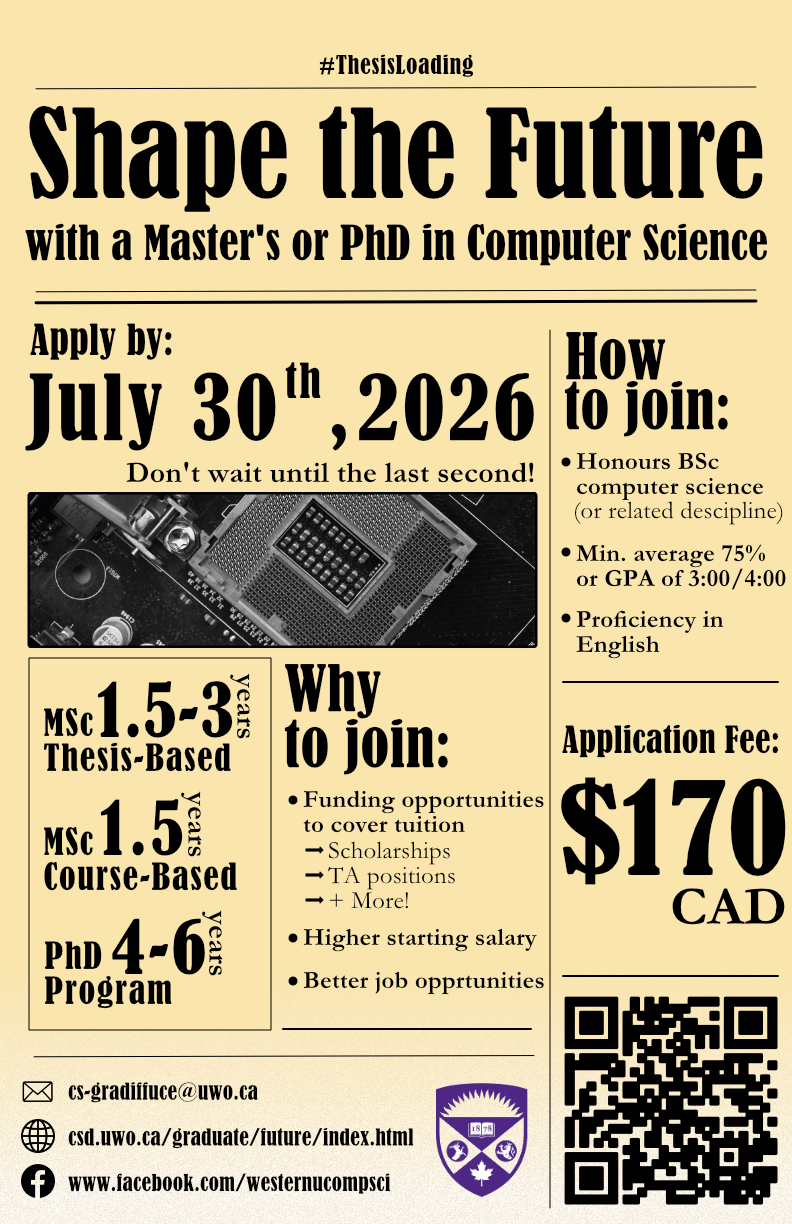 #ThesisLoading
Shape the Future
with a Master's or PhD in Computer Science
Apply by:
July 30th,2026
Don't wait until the last second!
MSc 1.5-3 years
Thesis-Based
MSc 1.5 years
Course-Based
PhD 4-6 years
Program
Why
to join:
• Funding opportunities
to cover tuition
→ Scholarships
→ TA positions
→ + More!
• Higher starting salary
• Better job opprtunities
How
to join:
• Honours BSc
computer science
(or related descipline)
• Min. average 75%
or GPA of 3:00/4:00
• Proficiency in
English
Application Fee:
$170
CAD
cs-gradiffuce@uwo.ca
csd.uwo.ca/graduate/future/index.html
www.facebook.com/westernucompsci
1878